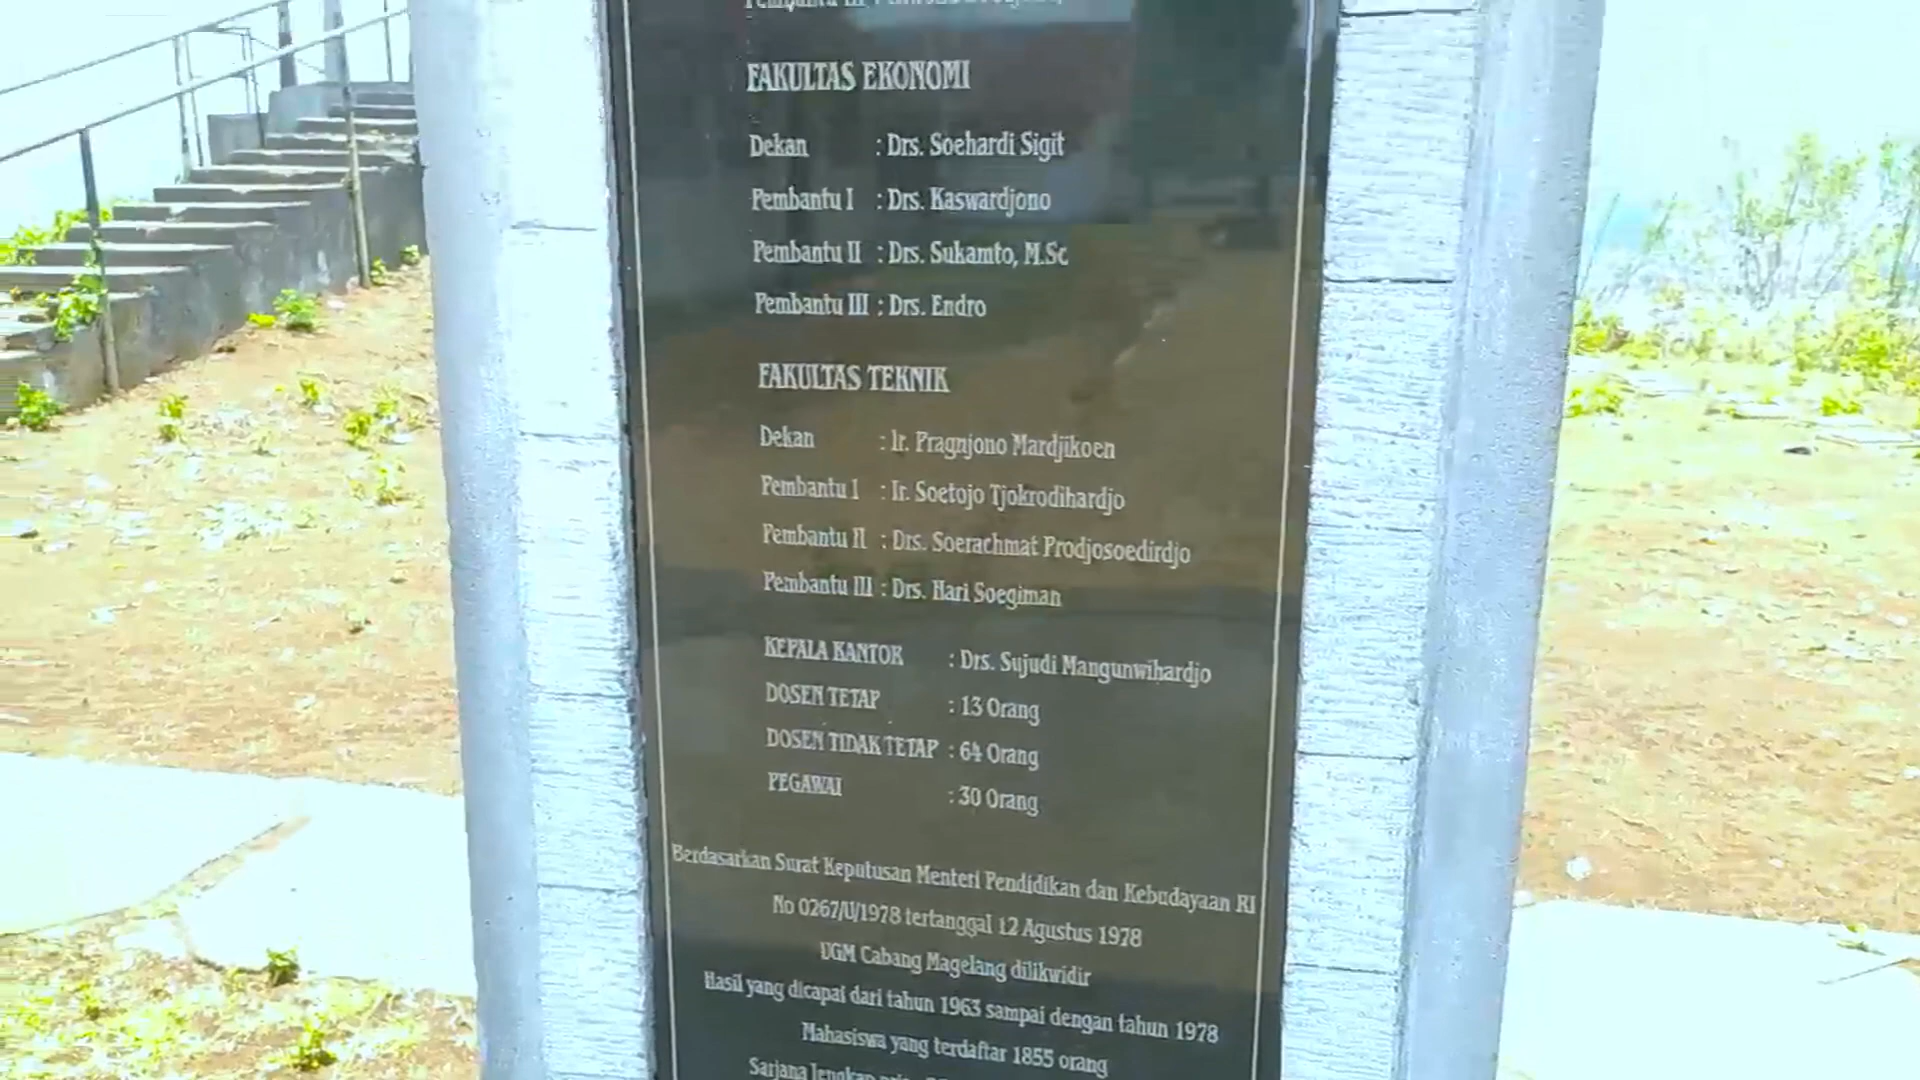 Pembantu III
FAKULTAS EKONOMI
Dekan : Drs. Soehardi Sigit
Pembantu I : Drs. Kaswardjono
Pembantu II : Drs. Sukamto, M.Sc
Pembantu III : Drs. Endro
FAKULTAS TEKNIK
Dekan : Ir. Pragnjono Mardjikoen
Pembantu I : Ir. Soetojo Tjokrodihardjo
Pembantu II : Drs. Soerachmat Prodjosoedirdjo
Pembantu III : Drs. Hari Soegiman
KEPALA KANTOR : Drs. Sujudi Mangunwihardjo
DOSEN TETAP : 13 Orang
DOSEN TIDAK TETAP : 64 Orang
PEGAWAI : 30 Orang
Berdasarkan Surat Keputusan Menteri Pendidikan dan Kebudayaan RI
No 0267/U/1978 tertanggal 12 Agustus 1978
UGM Cabang Magelang dilikwidir
Hasil yang dicapai dari tahun 1963 sampai dengan tahun 1978
Mahasiswa yang terdaftar 1855 orang
Sarjana lengkap